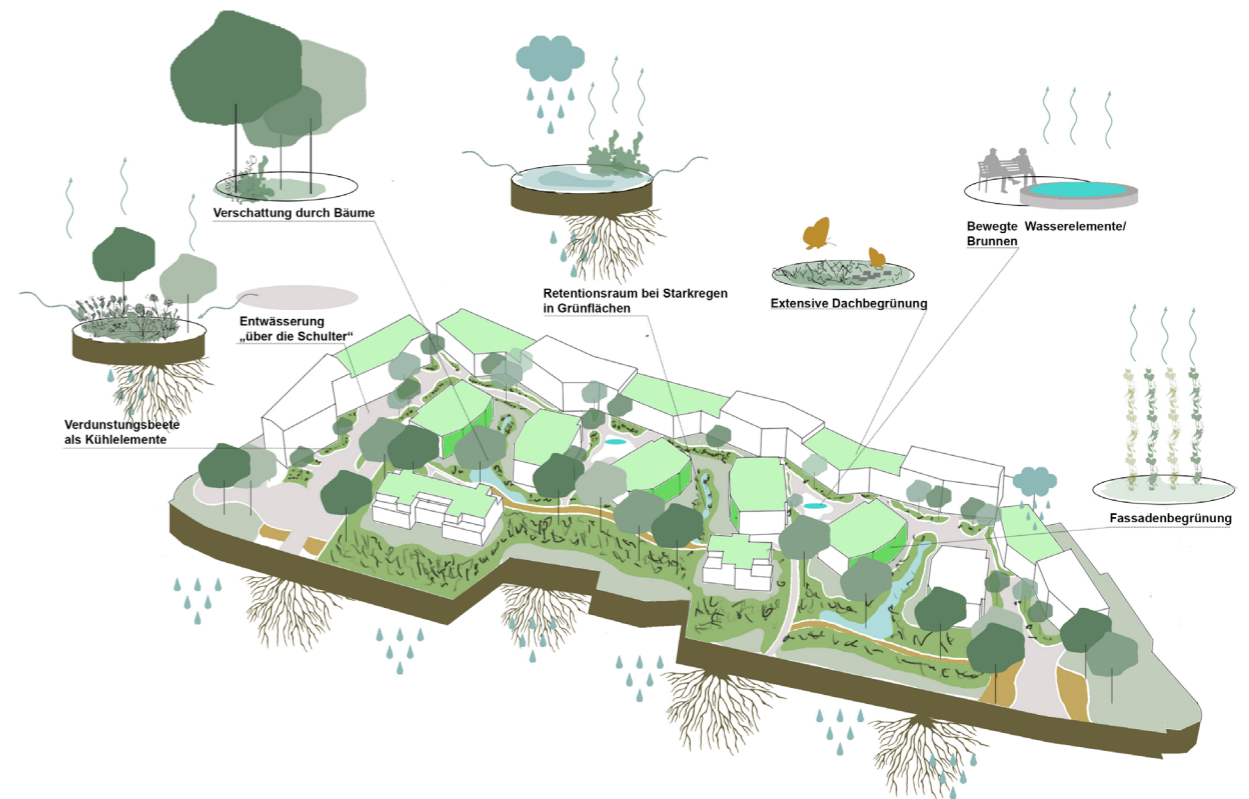 Verschattung durch Bäume
Retentionsraum bei Starkregen
in Grünflächen
Bewegte Wasserelemente/
Brunnen
Extensive Dachbegrünung
Entwässerung
„über die Schulter“
Verdunstungsbeete
als Kühlelemente
Fassadenbegrünung